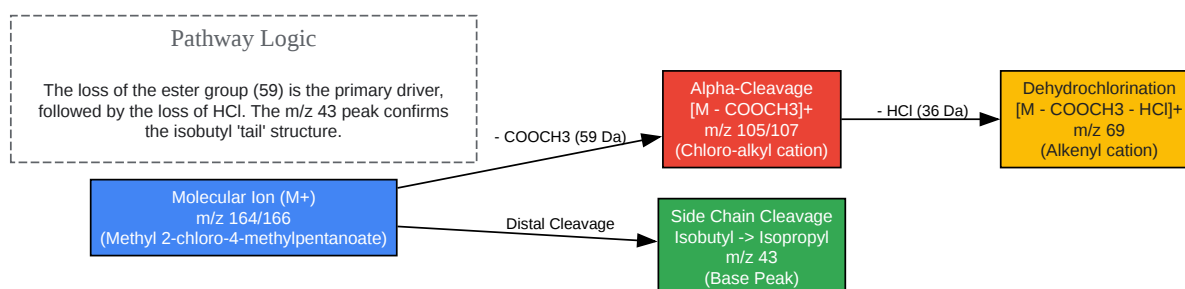 Pathway Logic
The loss of the ester group (59) is the primary driver,
followed by the loss of HCl. The m/z 43 peak confirms
the isobutyl 'tail' structure.
Molecular Ion (M+)
m/z 164/166
(Methyl 2-chloro-4-methylpentanoate)
- COOCH3 (59 Da)
Alpha-Cleavage
[M - COOCH3]+
m/z 105/107
(Chloro-alkyl cation)
- HCl (36 Da)
Dehydrochlorination
[M - COOCH3 - HCl]+
m/z 69
(Alkenyl cation)
Distal Cleavage
Side Chain Cleavage
Isobutyl -> Isopropyl
m/z 43
(Base Peak)